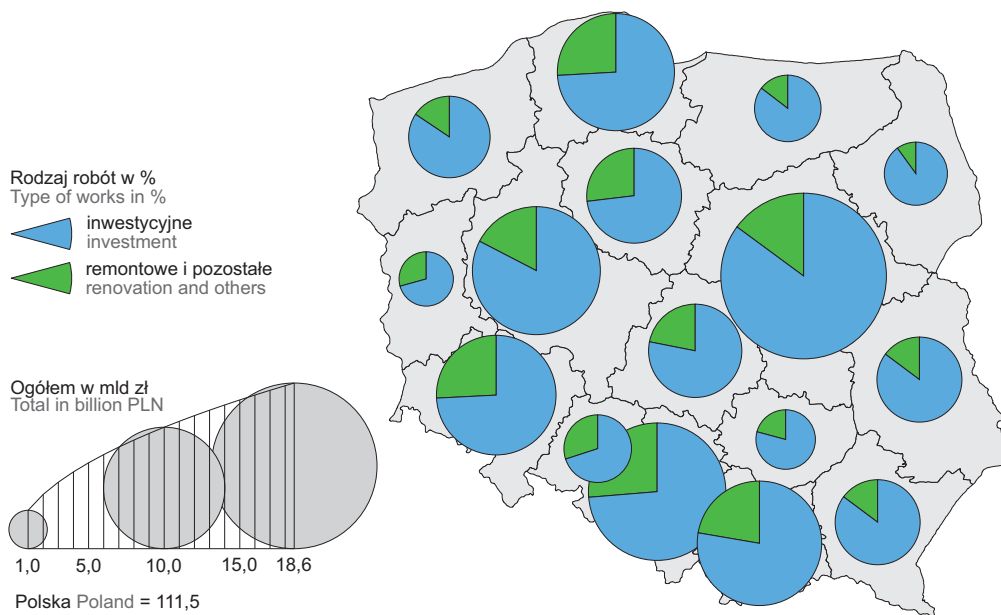 Rodzaj robót w %
Type of works in %
inwestycyjne
investment
remontowe i pozostałe
renovation and others
Ogółem w mld zł
Total in billion PLN
1,0 5,0 10,0 15,0 18,6
Polska Poland = 111,5